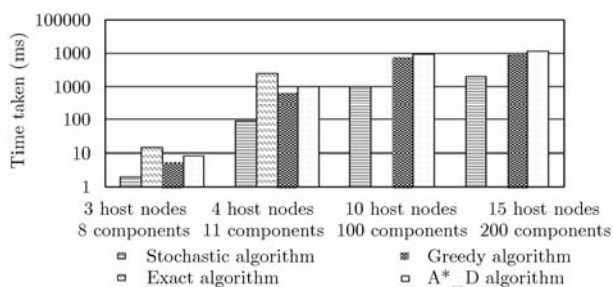 Time taken (ms)
100000
1000
1000
100
10
1
3 host nodes 4 host nodes 10 host nodes 15 host nodes
8 components 11 components 100 components 200 components
Stochastic algorithm Greedy algorithm
Exact algorithm A*_D algorithm